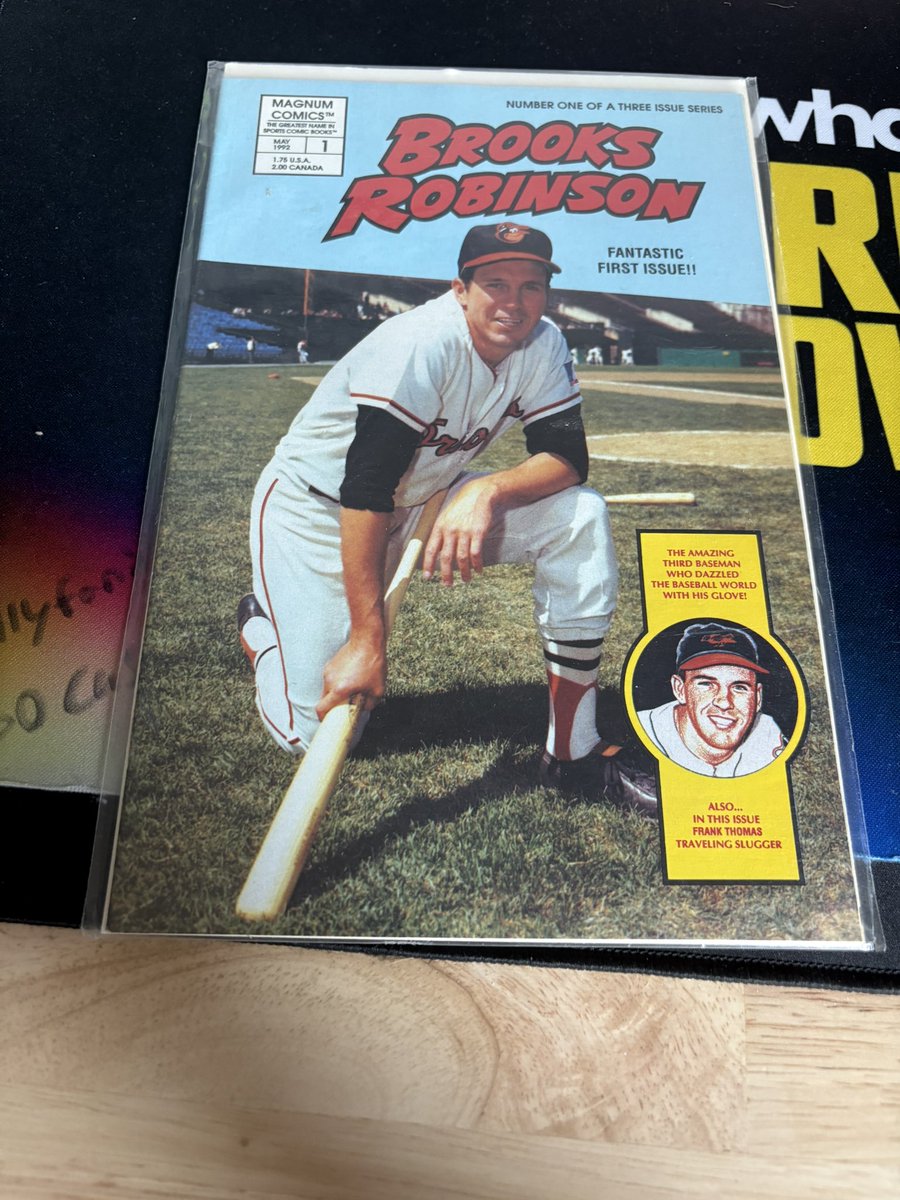 MAGNUM
COMICS™
THE GREATEST NAME IN
SPORTS COMIC BOOKS™
MAY
1992
1
1.75 U.S.A.
2.00 CANADA
NUMBER ONE OF A THREE ISSUE SERIES
BROOKS
ROBINSON
FANTASTIC
FIRST ISSUE!!
THE AMAZING
THIRD BASEMAN
WHO DAZZLED
THE BASEBALL WORLD
WITH HIS GLOVE!
ALSO...
IN THIS ISSUE
FRANK THOMAS
TRAVELING SLUGGER